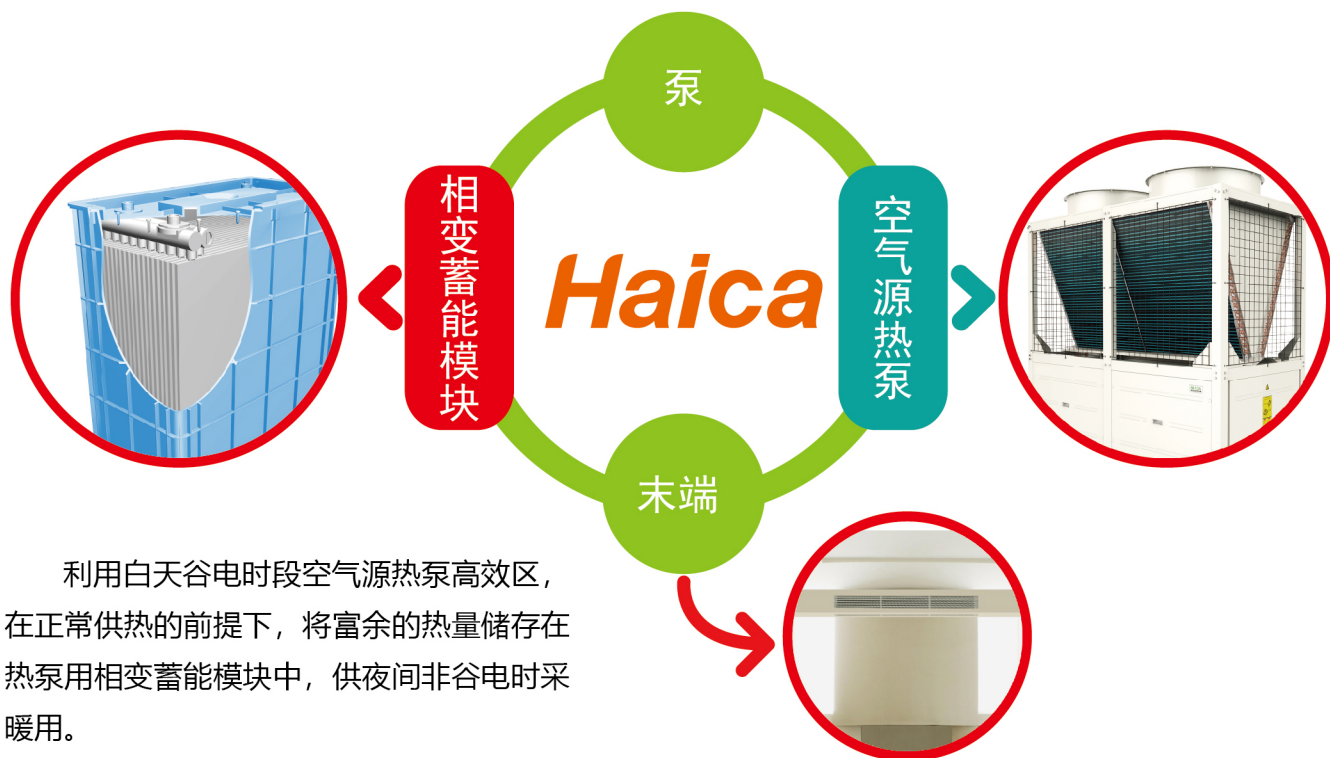 泵
相变蓄能模块
Haica
空气源热泵
末端
利用白天谷电时段空气源热泵高效区，
在正常供热的前提下，将富余的热量储存在
热泵用相变蓄能模块中，供夜间非谷电时采
暖用。